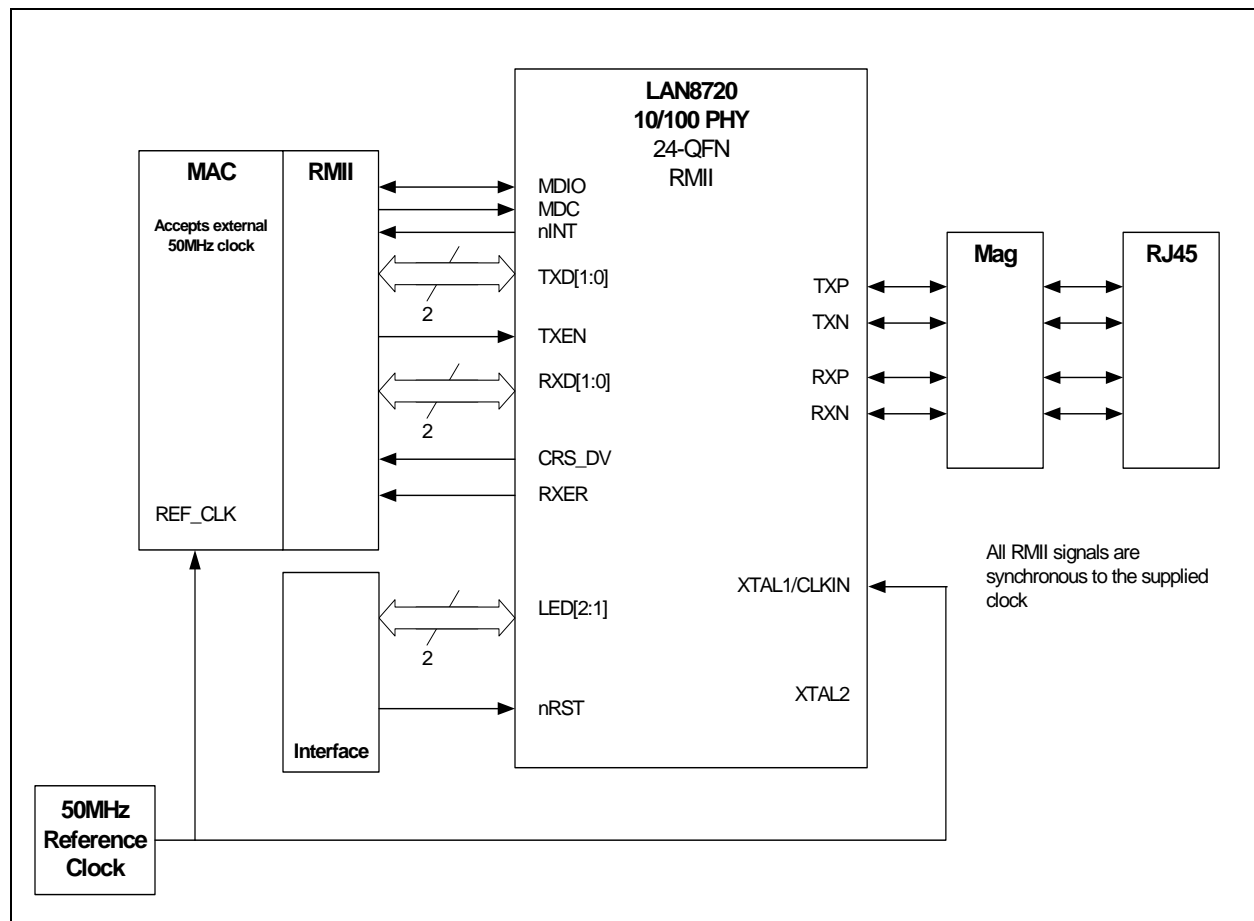 LAN8720
10/100 PHY
24-QFN
RMII
MAC
RMII
Accepts external
50MHz clock
REF_CLK
MDIO
MDC
nINT
TXD[1:0]
2
TXEN
RXD[1:0]
2
CRS_DV
RXER
LED[2:1]
2
nRST
Interface
TXP
TXN
RXP
RXN
XTAL1/CLKIN
XTAL2
Mag
RJ45
All RMII signals are
synchronous to the supplied
clock
50MHz
Reference
Clock